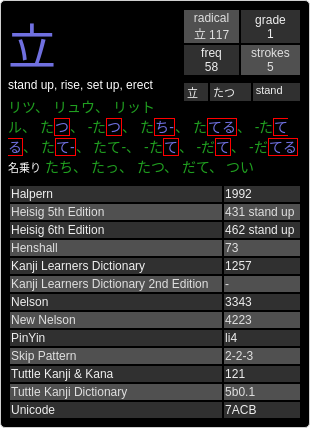 立
radical
立 117
grade
1
freq
58
strokes
5
stand up, rise, set up, erect
立 たつ stand
リツ、 リュウ、 リット
ル、 たつ、 -たつ、 たち-、 たてる、 -たて
る、 たて-、 たて-、 -たて、 -だて、 -だてる
名乗り たち、 たっ、 たつ、 だて、 つい
Halpern 1992
Heisig 5th Edition 431 stand up
Heisig 6th Edition 462 stand up
Henshall 73
Kanji Learners Dictionary 1257
Kanji Learners Dictionary 2nd Edition -
Nelson 3343
New Nelson 4223
PinYin li4
Skip Pattern 2-2-3
Tuttle Kanji & Kana 121
Tuttle Kanji Dictionary 5b0.1
Unicode 7ACB